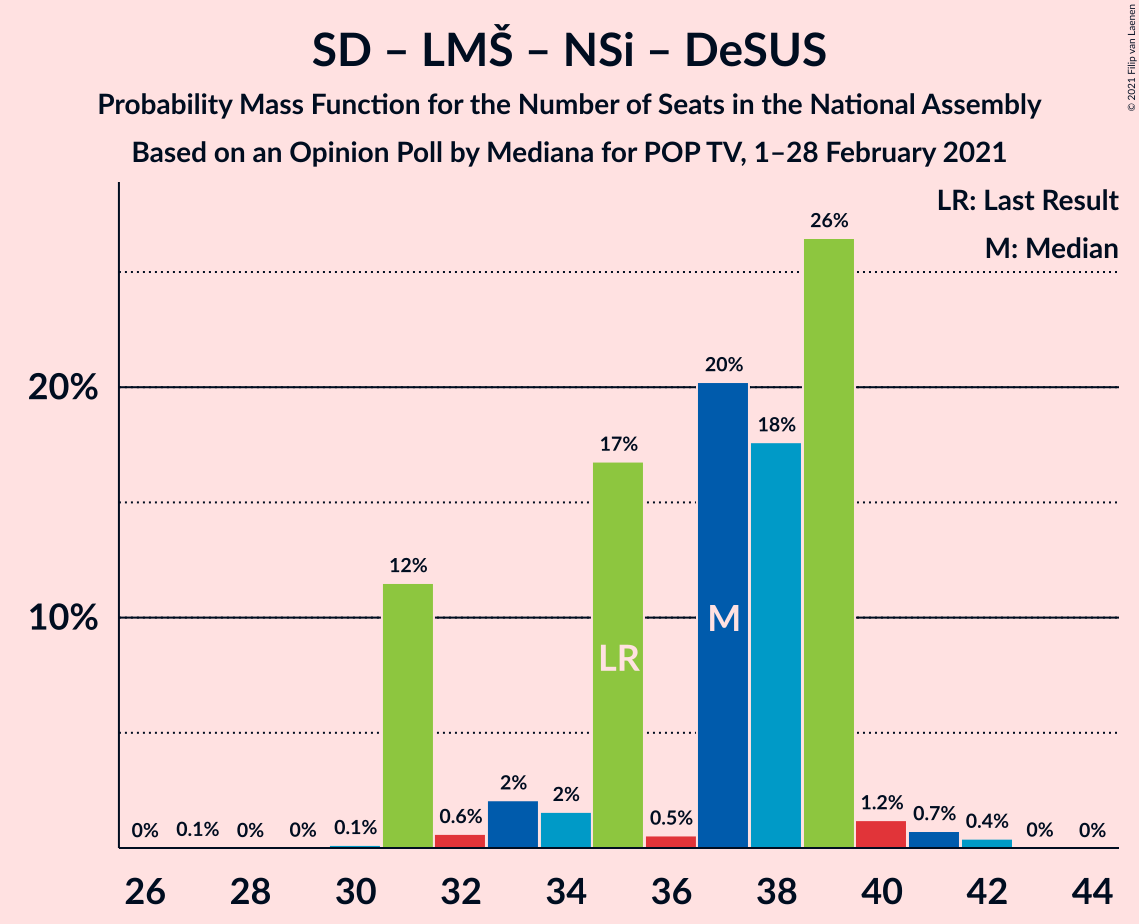 SD – LMŠ – NSi – DeSUS
Probability Mass Function for the Number of Seats in the National Assembly
Based on an Opinion Poll by Mediana for POP TV, 1–28 February 2021
© 2021 Filip van Laenen
LR: Last Result
M: Median
20%
10%
0%
0.1%
0%
0%
0.1%
12%
0.6%
2%
2%
17%
0.5%
20%
18%
26%
1.2%
0.7%
0.4%
0%
0%
LR
M
26 28 30 32 34 36 38 40 42 44